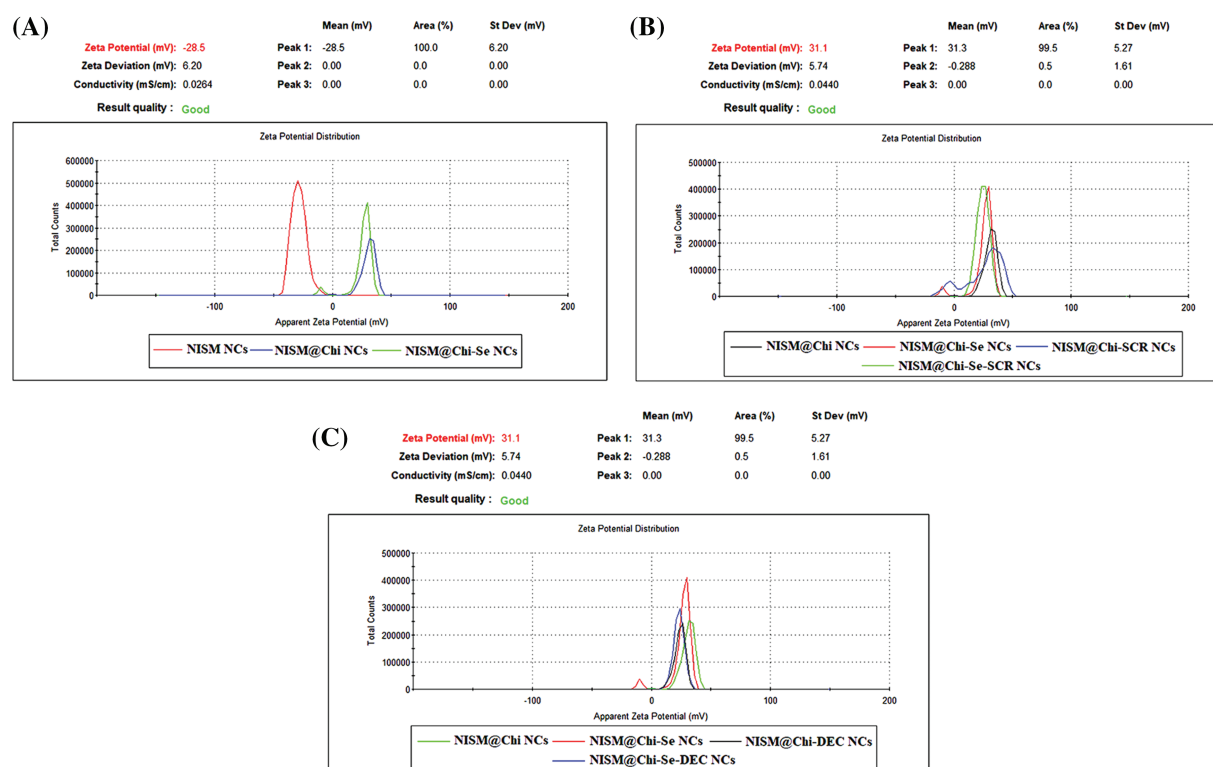 (A)
Mean (mV) Area (%) St Dev (mV)
Zeta Potential (mV): -28.5 Peak 1: -28.5 100.0 6.20
Zeta Deviation (mV): 6.20 Peak 2: 0.00 0.0 0.00
Conductivity (mS/cm): 0.0264 Peak 3: 0.00 0.0 0.00
Result quality : Good
Zeta Potential Distribution
600000
500000
400000
300000
200000
100000
0
Total Counts
-100 0 100 200
Apparent Zeta Potential (mV)
NISM NCs NISM@Chi NCs NISM@Chi-Se NCs
(B)
Mean (mV) Area (%) St Dev (mV)
Zeta Potential (mV): 31.1 Peak 1: 31.3 99.5 5.27
Zeta Deviation (mV): 5.74 Peak 2: -0.288 0.5 1.61
Conductivity (mS/cm): 0.0440 Peak 3: 0.00 0.0 0.00
Result quality : Good
Zeta Potential Distribution
500000
400000
300000
200000
100000
0
Total Counts
-100 0 100 200
Apparent Zeta Potential (mV)
NISM@Chi NCs NISM@Chi-Se NCs NISM@Chi-SCR NCs
NISM@Chi-Se-SCR NCs
(C)
Mean (mV) Area (%) St Dev (mV)
Zeta Potential (mV): 31.1 Peak 1: 31.3 99.5 5.27
Zeta Deviation (mV): 5.74 Peak 2: -0.288 0.5 1.61
Conductivity (mS/cm): 0.0440 Peak 3: 0.00 0.0 0.00
Result quality : Good
Zeta Potential Distribution
500000
400000
300000
200000
100000
0
Total Counts
-100 0 100 200
Apparent Zeta Potential (mV)
NISM@Chi NCs NISM@Chi-Se NCs NISM@Chi-DEC NCs
NISM@Chi-Se-DEC NCs